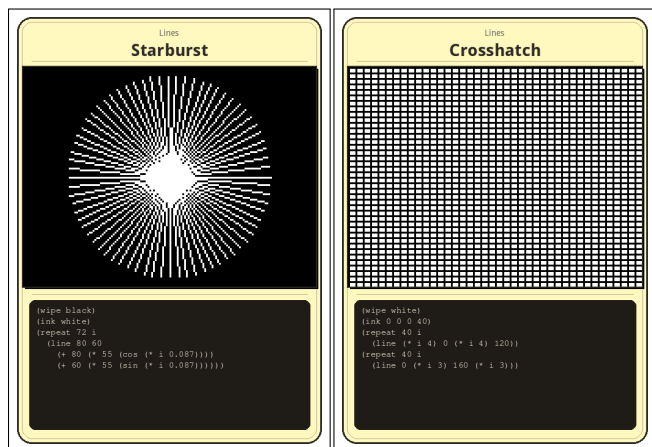 Lines
Starburst
(wipe black)
(ink white)
(repeat 72 i
  (line 80 60
    (+ 80 (* 55 (cos (* i 0.087))))
    (+ 60 (* 55 (sin (* i 0.087))))))
Lines
Crosshatch
(wipe white)
(ink 0 0 0 40)
(repeat 40 i
  (line (* i 4) 0 (* i 4) 120))
(repeat 40 i
  (line 0 (* i 3) 160 (* i 3)))